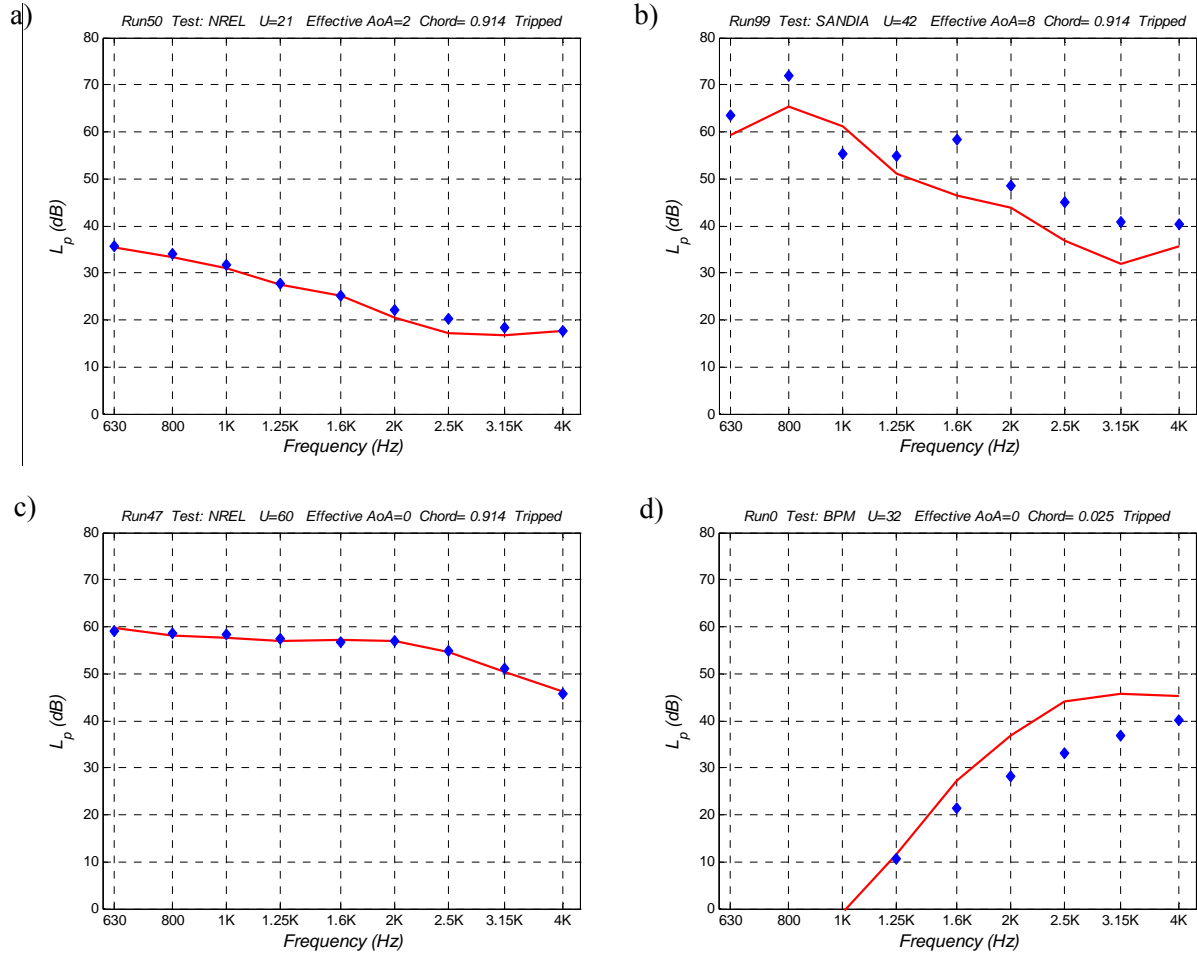 a)
Run50 Test: NREL U=21 Effective AoA=2 Chord= 0.914 Tripped
80
70
60
50
40
30
20
10
0
L_p (dB)
630 800 1K 1.25K 1.6K 2K 2.5K 3.15K 4K
Frequency (Hz)
b)
Run99 Test: SANDIA U=42 Effective AoA=8 Chord= 0.914 Tripped
80
70
60
50
40
30
20
10
0
L_p (dB)
630 800 1K 1.25K 1.6K 2K 2.5K 3.15K 4K
Frequency (Hz)
c)
Run47 Test: NREL U=60 Effective AoA=0 Chord= 0.914 Tripped
80
70
60
50
40
30
20
10
0
L_p (dB)
630 800 1K 1.25K 1.6K 2K 2.5K 3.15K 4K
Frequency (Hz)
d)
Run0 Test: BPM U=32 Effective AoA=0 Chord= 0.025 Tripped
80
70
60
50
40
30
20
10
0
L_p (dB)
630 800 1K 1.25K 1.6K 2K 2.5K 3.15K 4K
Frequency (Hz)